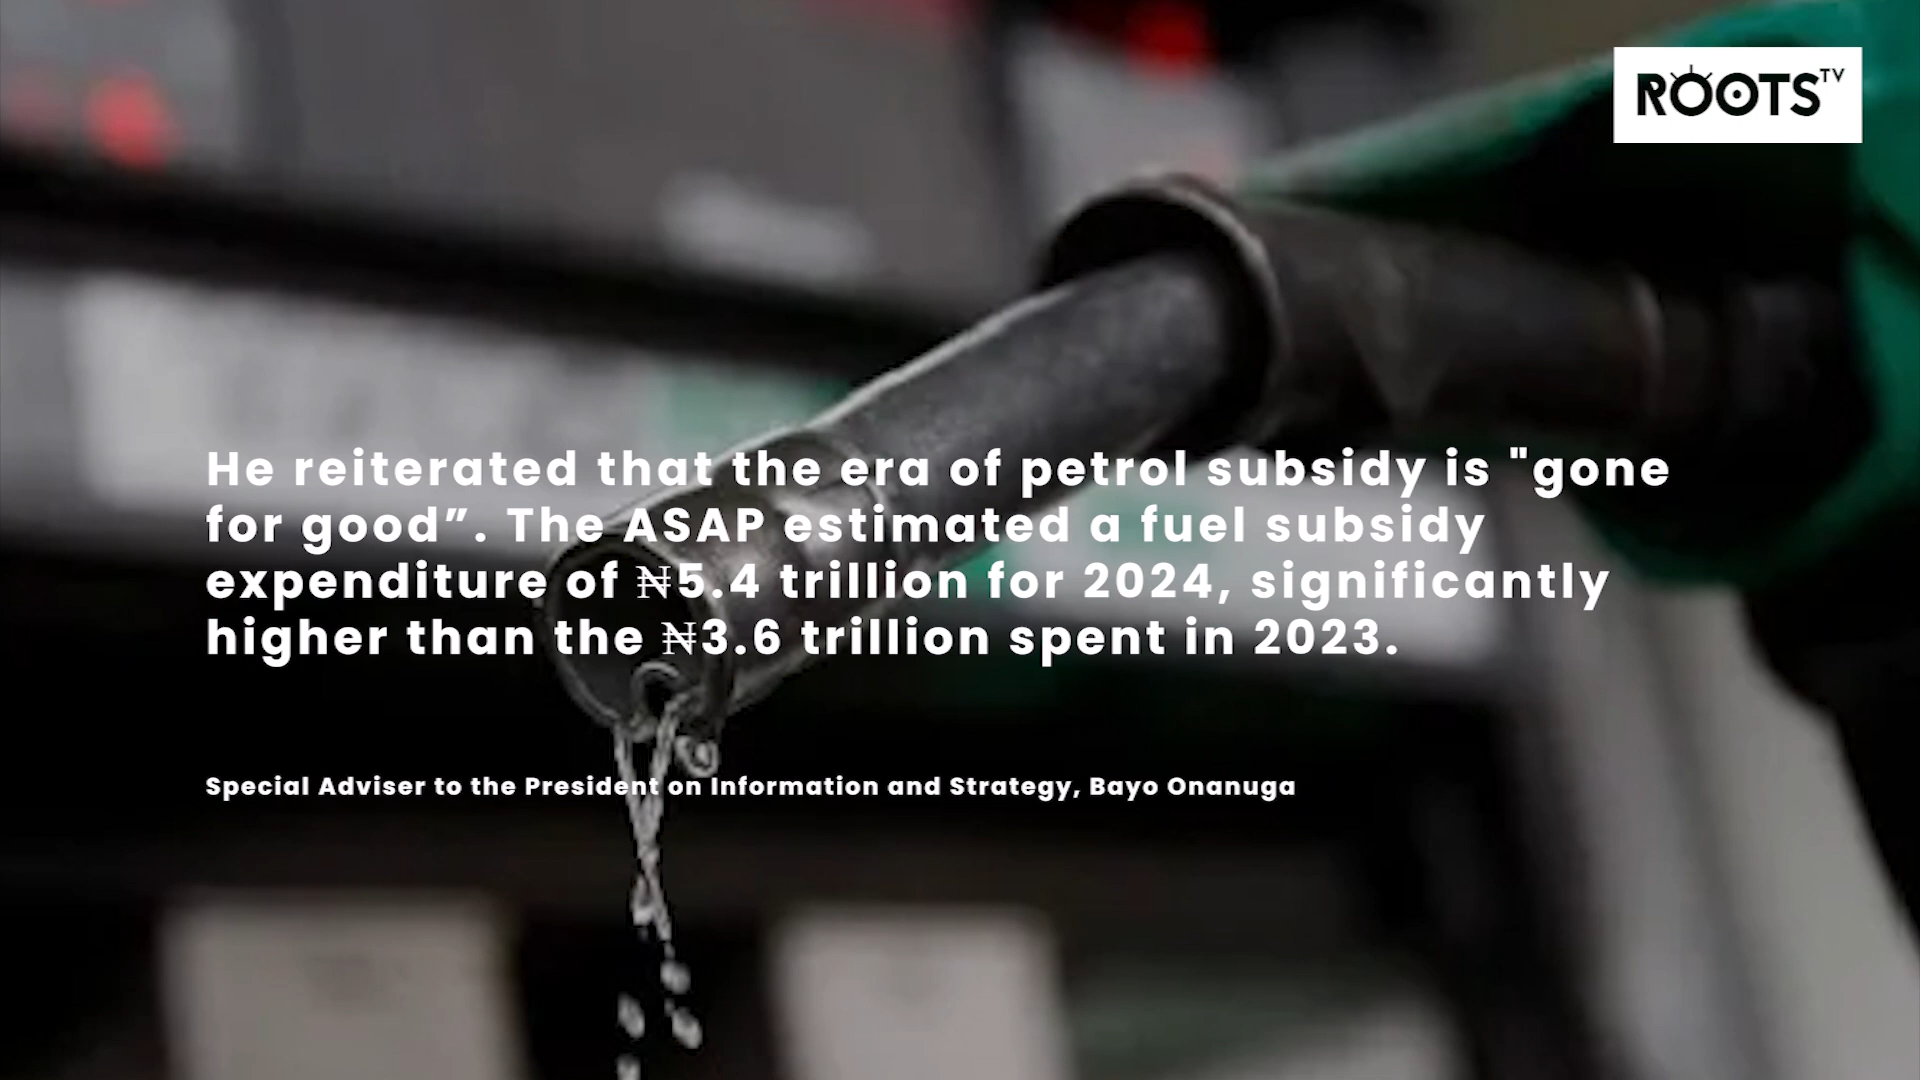 ROOTS TV
He reiterated that the era of petrol subsidy is "gone
for good”. The ASAP estimated a fuel subsidy
expenditure of ₦5.4 trillion for 2024, significantly
higher than the ₦3.6 trillion spent in 2023.
Special Adviser to the President on Information and Strategy, Bayo Onanuga